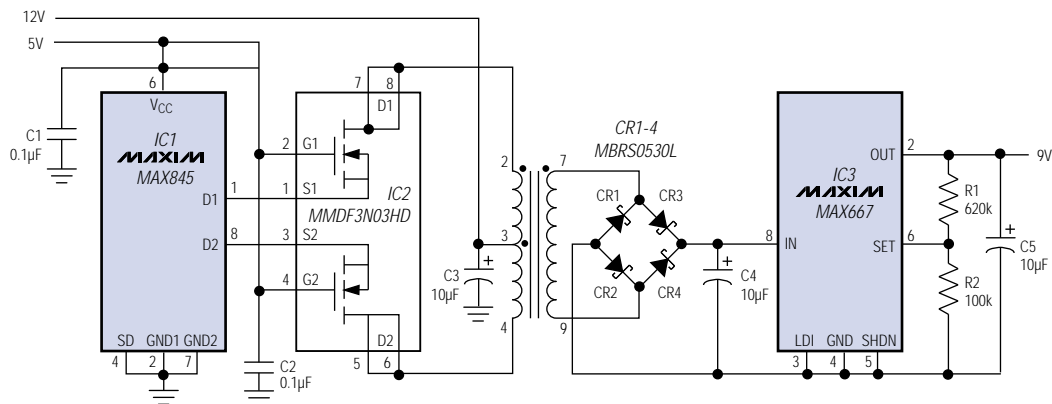 12V
5V
C1
0.1µF
6
VCC
IC1
MAXIM
MAX845
D1
1
D2
8
SD
GND1
GND2
4
2
7
7
8
D1
2
G1
1
S1
IC2
MMDF3N03HD
3
S2
4
G2
D2
5
6
C2
0.1µF
C3
10µF
2
3
4
7
9
CR1-4
MBRS0530L
CR1
CR3
CR2
CR4
C4
10µF
8
IN
OUT
2
IC3
MAXIM
MAX667
SET
6
LDI
GND
SHDN
3
4
5
9V
R1
620k
R2
100k
C5
10µF
+
+
+